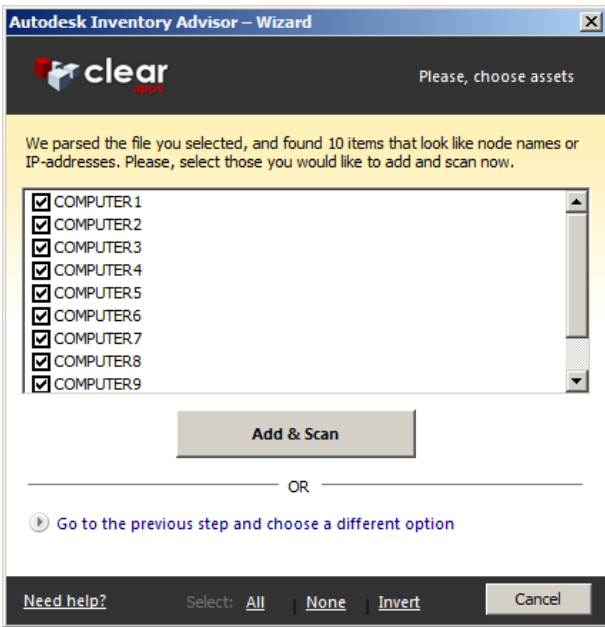 Autodesk Inventory Advisor – Wizard
clear
apps
Please, choose assets
We parsed the file you selected, and found 10 items that look like node names or
IP-addresses. Please, select those you would like to add and scan now.
COMPUTER1
COMPUTER2
COMPUTER3
COMPUTER4
COMPUTER5
COMPUTER6
COMPUTER7
COMPUTER8
COMPUTER9
Add & Scan
OR
Go to the previous step and choose a different option
Need help? Select: All | None | Invert Cancel